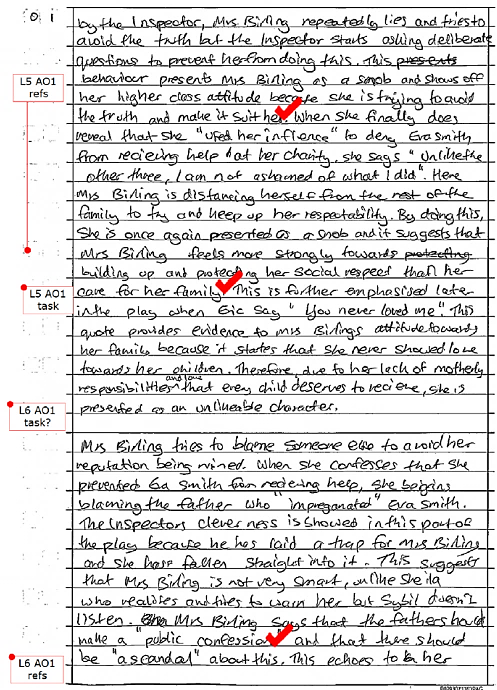 0 1
by the Inspector, Mrs Birling repeatedly lies and tries to
avoid the truth but the Inspector starts asking deliberate
questions to prevent her from doing this. This presents
behaviour presents Mrs Birling as a snob and shows off
L5 AO1
refs
her higher class attitude because she is trying to avoid
the truth and make it suit her. When she finally does
reveal that she "used her influence" to deny Eva Smith
from recieving help at her charity. She says "Unlike the
other three, I am not ashamed of what I did". Here
Mrs Birling is distancing herself from the rest of the
family to try and keep up her respectability. By doing this,
She is once again presented as a snob and it suggests that
Mrs Birling feels more strongly towards protecting
building up and protecting her social respect than her
L5 AO1
task
care for her family. This is further emphasised later
in the play when Eric say "You never loved me". This
quote provides evidence to Mrs Birlings attitude towards
her family because it states that she never showed love
towards her children. Therefore, due to her lack of motherly
and love
responsibilities that every child deserves to recieve, she is
L6 AO1
task?
presented as an unlikeable character.
Mrs Birling tries to blame someone else to avoid her
reputation being ruined. When she confesses that she
prevented Eva Smith from recieving help, she begins
blaming the father who "impregnated" Eva Smith.
The Inspectors clever ness is showed in this part of
the play because he has laid a trap for Mrs Birling
and she has fallen straight into it. This suggests
that Mrs Birling is not very smart, unlike Sheila
who realises and tries to warn her but Sybil doesn't
listen. Mrs Birling says that the father should
make a "public confession" and that there should
L6 AO1
refs
be "a scandal" about this. This echoes to be her